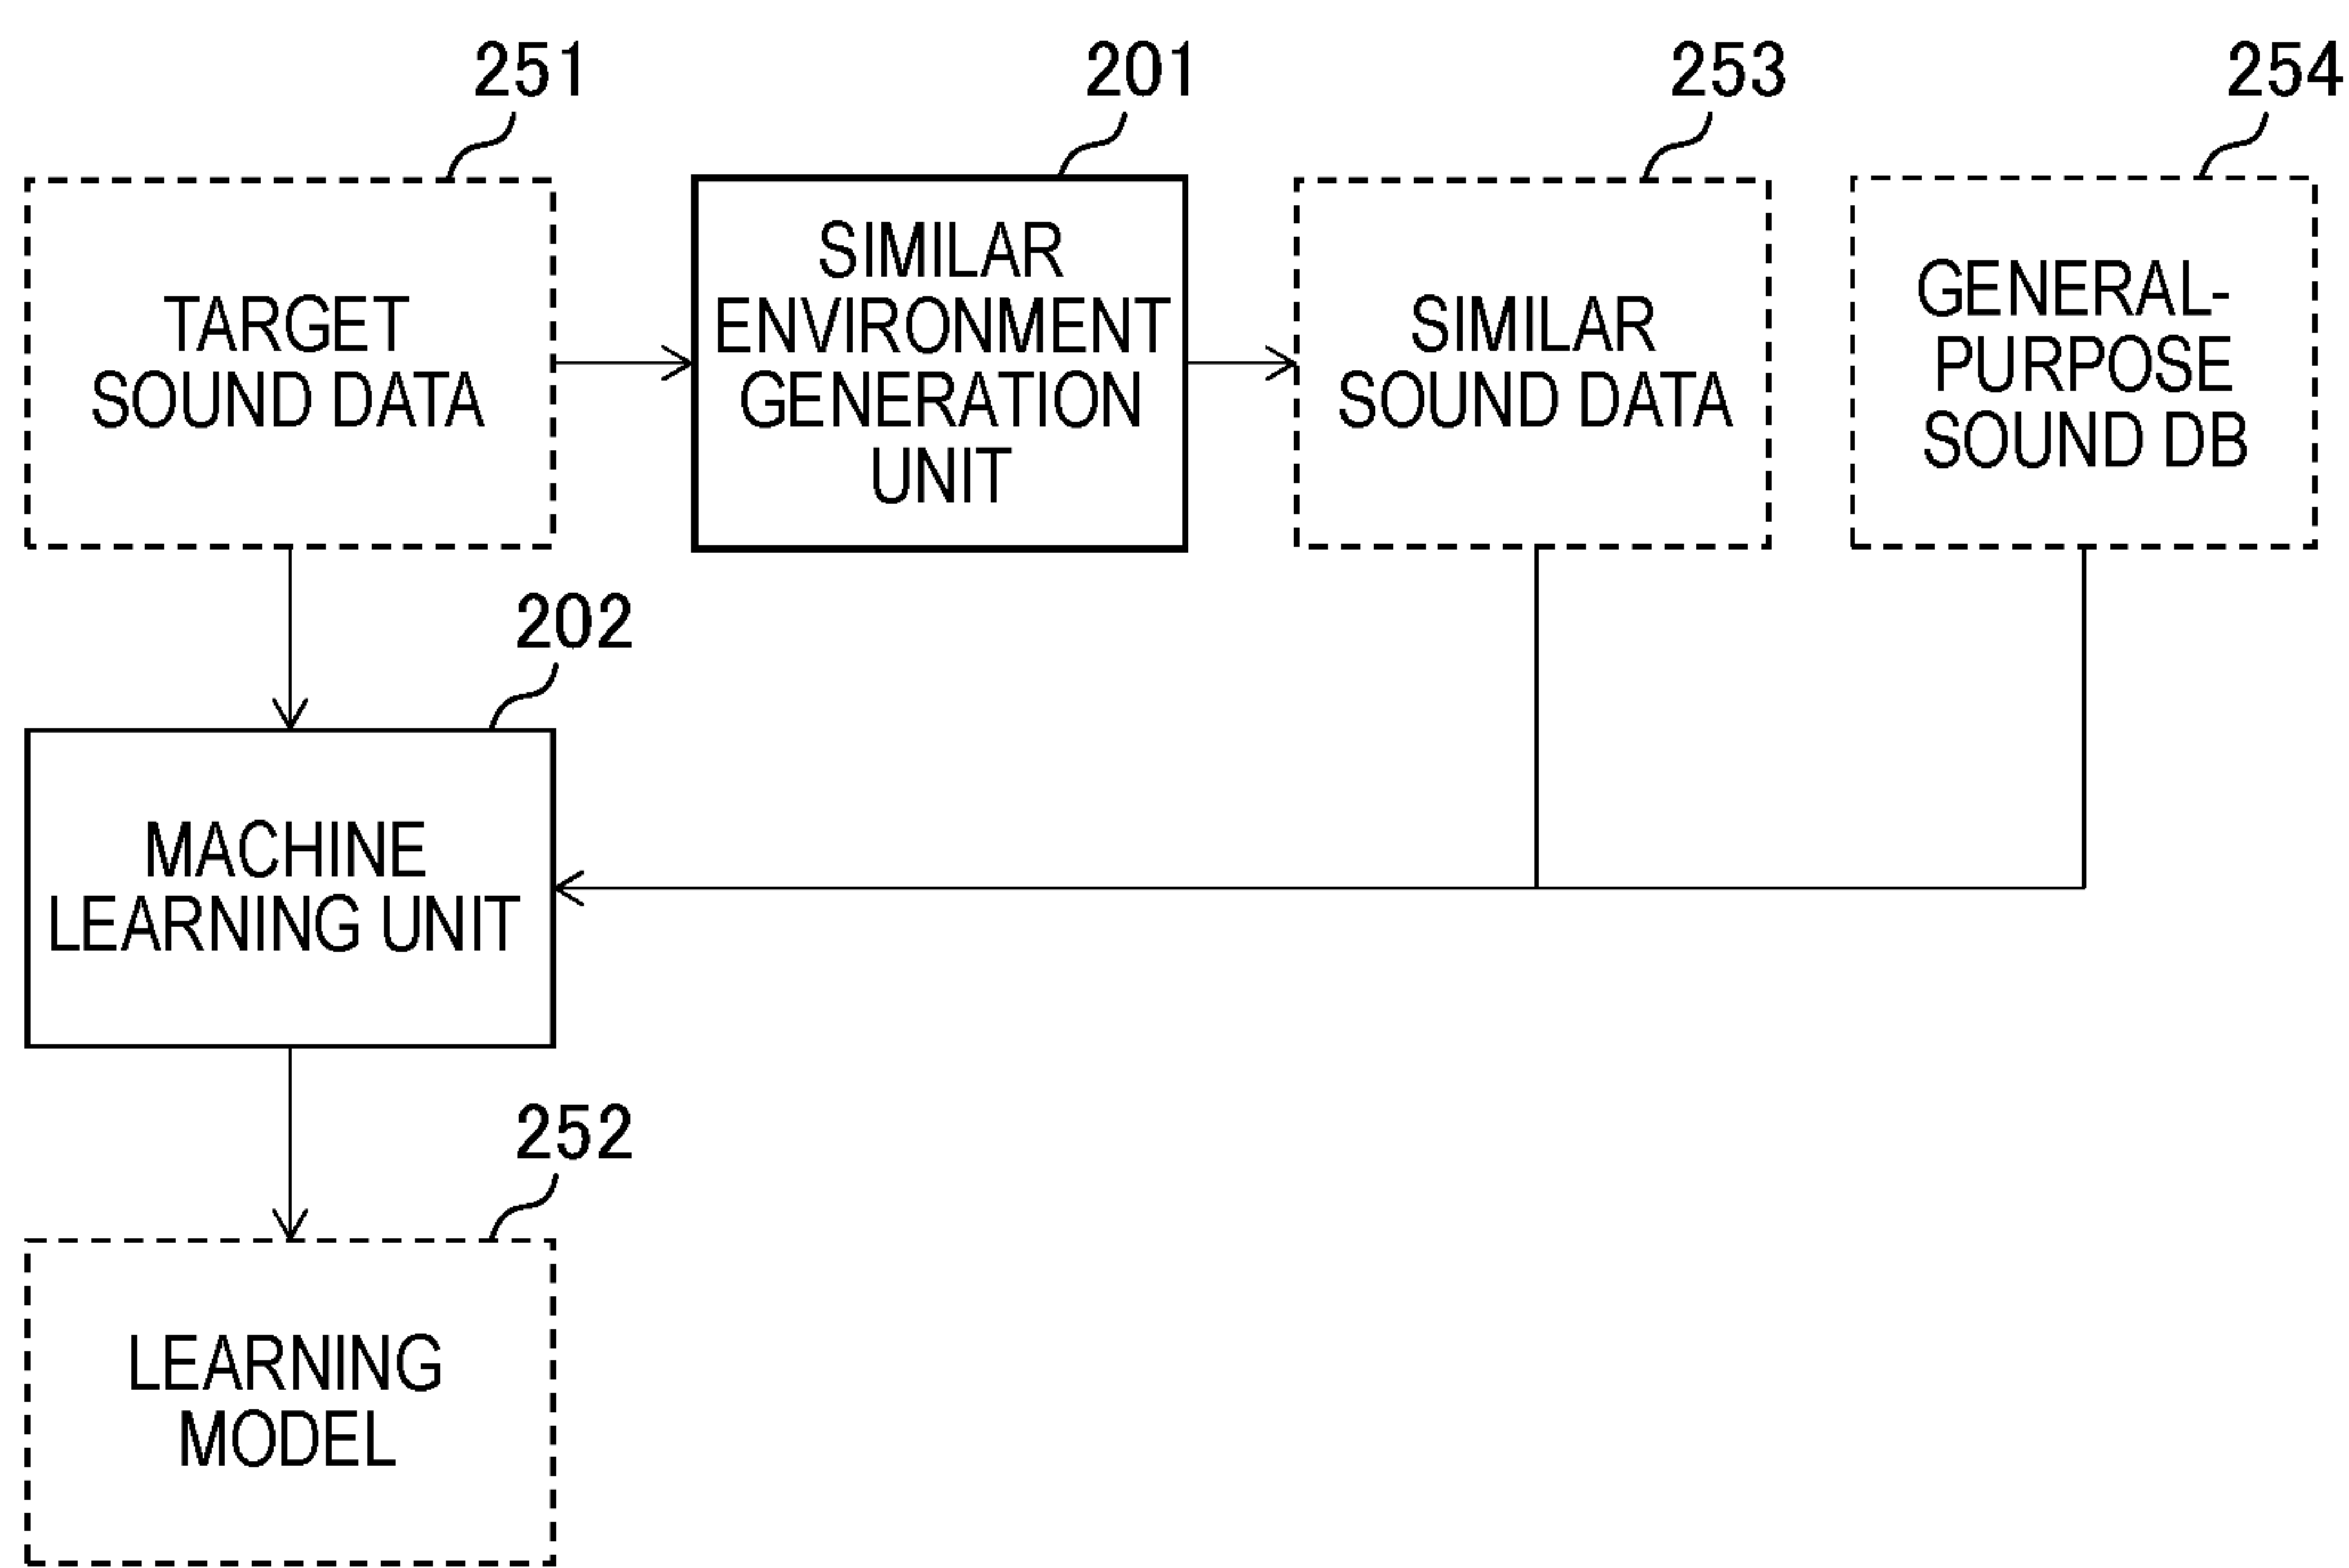 251
201
253
254
TARGET
SOUND DATA
SIMILAR
ENVIRONMENT
GENERATION
UNIT
SIMILAR
SOUND DATA
GENERAL-
PURPOSE
SOUND DB
202
MACHINE
LEARNING UNIT
252
LEARNING
MODEL